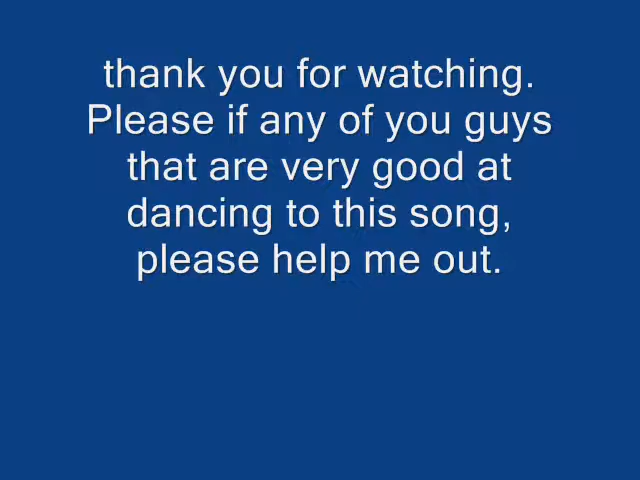 thank you for watching.
Please if any of you guys
that are very good at
dancing to this song,
please help me out.